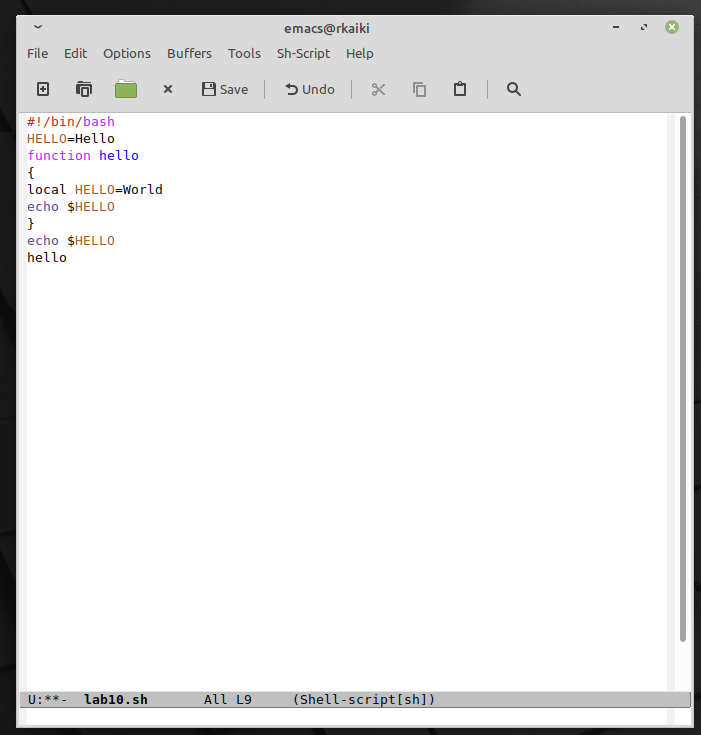 emacs@rkaiki
File Edit Options Buffers Tools Sh-Script Help
Save Undo
#!/bin/bash
HELLO=Hello
function hello
{
local HELLO=World
echo $HELLO
}
echo $HELLO
hello
U:**- lab10.sh All L9 (Shell-script[sh])